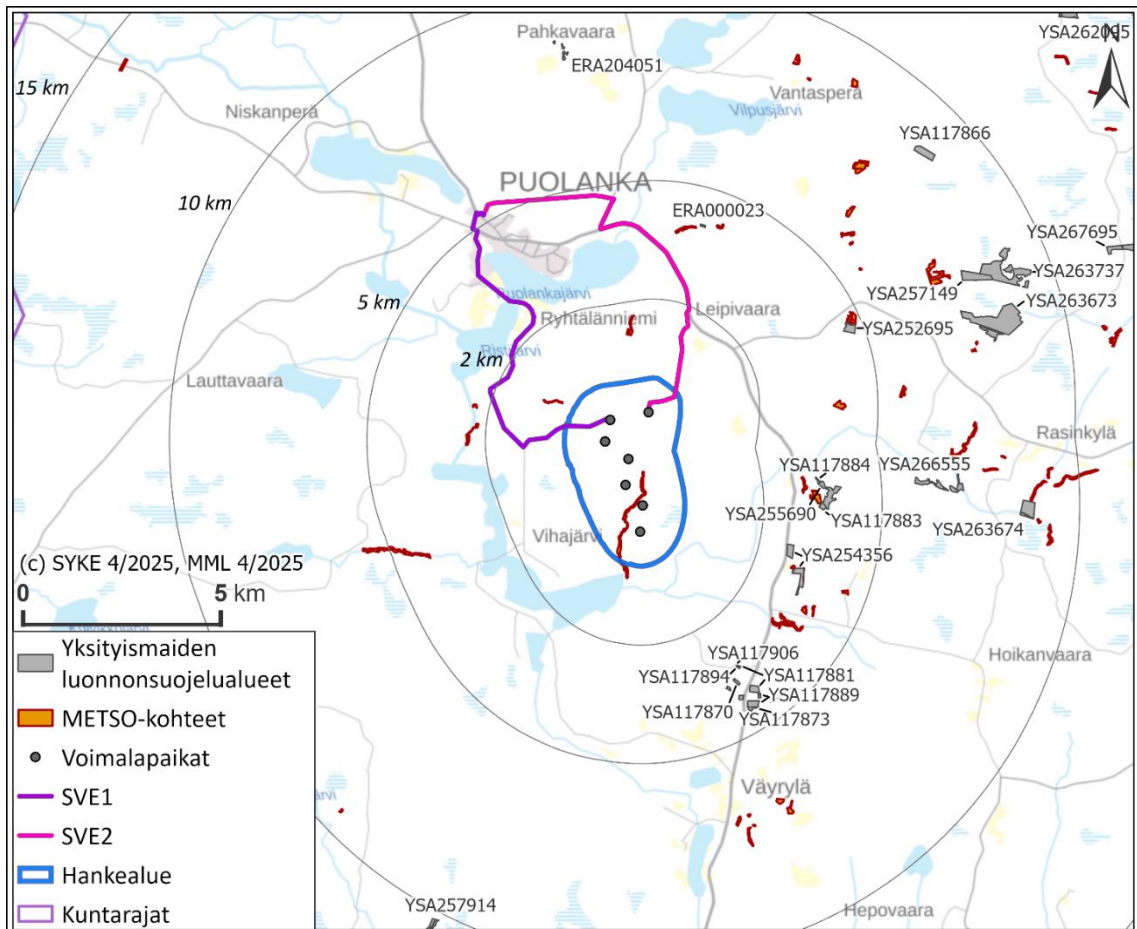 Pahkavaara
ERA204051
YSA262095
N
15 km
Niskanperä
Vantasperä
Vilpusjärvi
YSA117866
PUOLANKA
10 km
ERA000023
YSA267695
YSA263737
YSA257149
YSA263673
Puolankajärvi
5 km
Ryhtälänniemi
Leipivaara
YSA252695
Ristijärvi
2 km
Lauttavaara
Rasinkylä
YSA117884
YSA266555
YSA255690
YSA117883
YSA263674
Vihajärvi
YSA254356
(c) SYKE 4/2025, MML 4/2025
0 5 km
YSA117906
Hoikanvaara
YSA117894
YSA117881
YSA117889
YSA117870
YSA117873
Yksityismaiden
luonnonsuojelualueet
METSO-kohteet
Voimalapaikat
SVE1
SVE2
Hankealue
Kuntarajat
Väyrylä
YSA257914
Hepovaara